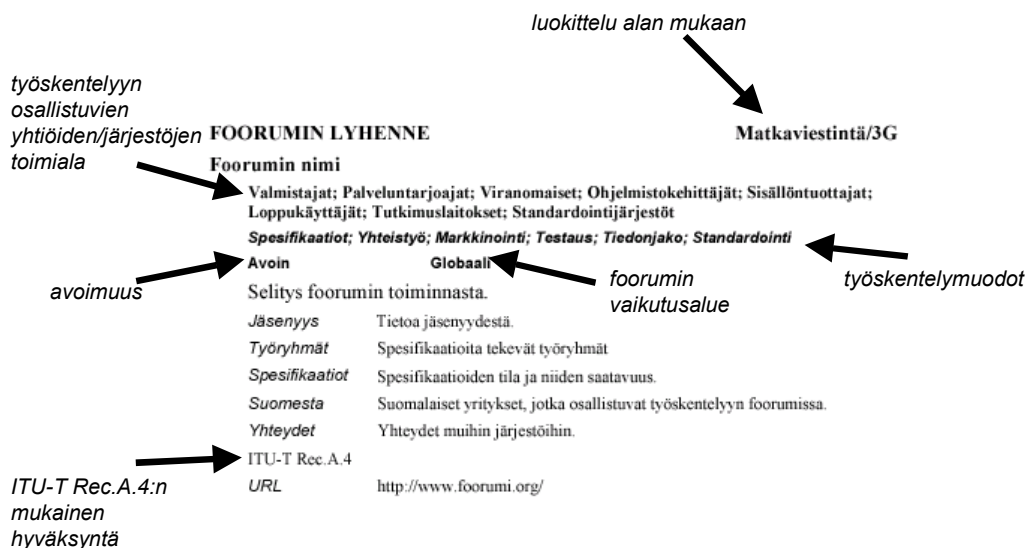 luokittelu alan mukaan
työskentelyyn
osallistuvien
yhtiöiden/järjestöjen
toimiala
FOORUMIN LYHENNE Matkaviestintä/3G
Foorumin nimi
Valmistajat; Palveluntarjoajat; Viranomaiset; Ohjelmistokehittäjät; Sisällöntuottajat;
Loppukäyttäjät; Tutkimuslaitokset; Standardointijärjestöt
Spesifikaatiot; Yhteistyö; Markkinointi; Testaus; Tiedonjako; Standardointi
Avoin Globaali
avoimuus
foorumin
vaikutusalue
työskentelymuodot
Selitys foorumin toiminnasta.
Jäsenyys Tietoa jäsenyydestä.
Työryhmät Spesifikaatioita tekevät työryhmät
Spesifikaatiot Spesifikaatioiden tila ja niiden saatavuus.
Suomesta Suomalaiset yritykset, jotka osallistuvat työskentelyyn foorumissa.
Yhteydet Yhteydet muihin järjestöihin.
ITU-T Rec.A.4
URL http://www.foorumi.org/
ITU-T Rec.A.4:n
mukainen
hyväksyntä